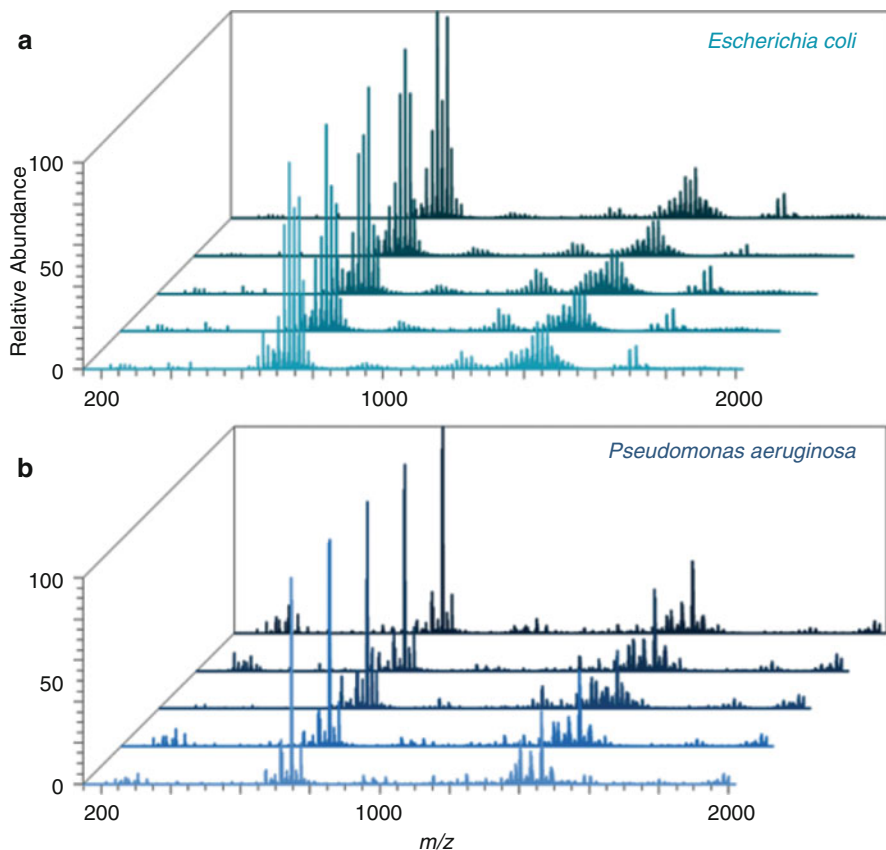 a
Escherichia coli
Relative Abundance
100
50
0
200 1000 2000
b
Pseudomonas aeruginosa
100
50
0
200 1000 2000
m/z